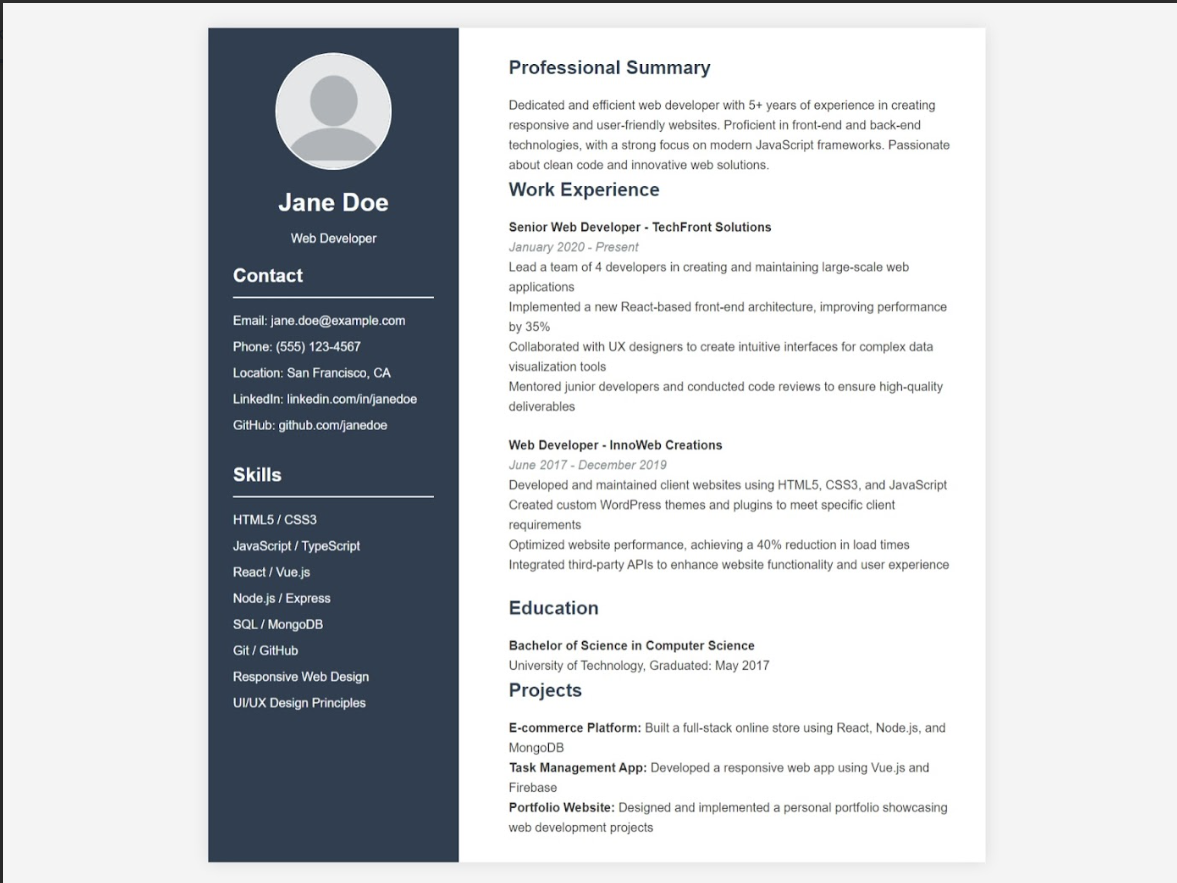 Jane Doe
Web Developer
Contact
Email: jane.doe@example.com
Phone: (555) 123-4567
Location: San Francisco, CA
LinkedIn: linkedin.com/in/janedoe
GitHub: github.com/janedoe
Skills
HTML5 / CSS3
JavaScript / TypeScript
React / Vue.js
Node.js / Express
SQL / MongoDB
Git / GitHub
Responsive Web Design
UI/UX Design Principles
Professional Summary
Dedicated and efficient web developer with 5+ years of experience in creating
responsive and user-friendly websites. Proficient in front-end and back-end
technologies, with a strong focus on modern JavaScript frameworks. Passionate
about clean code and innovative web solutions.
Work Experience
Senior Web Developer - TechFront Solutions
January 2020 - Present
Lead a team of 4 developers in creating and maintaining large-scale web
applications
Implemented a new React-based front-end architecture, improving performance
by 35%
Collaborated with UX designers to create intuitive interfaces for complex data
visualization tools
Mentored junior developers and conducted code reviews to ensure high-quality
deliverables
Web Developer - InnoWeb Creations
June 2017 - December 2019
Developed and maintained client websites using HTML5, CSS3, and JavaScript
Created custom WordPress themes and plugins to meet specific client
requirements
Optimized website performance, achieving a 40% reduction in load times
Integrated third-party APIs to enhance website functionality and user experience
Education
Bachelor of Science in Computer Science
University of Technology, Graduated: May 2017
Projects
E-commerce Platform: Built a full-stack online store using React, Node.js, and
MongoDB
Task Management App: Developed a responsive web app using Vue.js and
Firebase
Portfolio Website: Designed and implemented a personal portfolio showcasing
web development projects